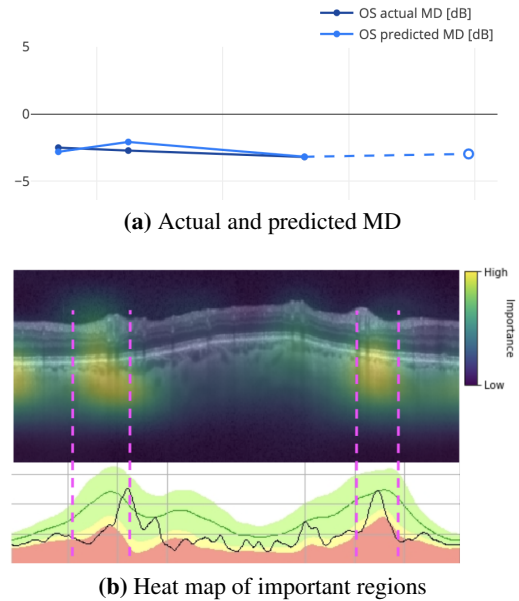 OS actual MD [dB]
OS predicted MD [dB]
5
0
−5
(a) Actual and predicted MD
High
Importance
Low
(b) Heat map of important regions